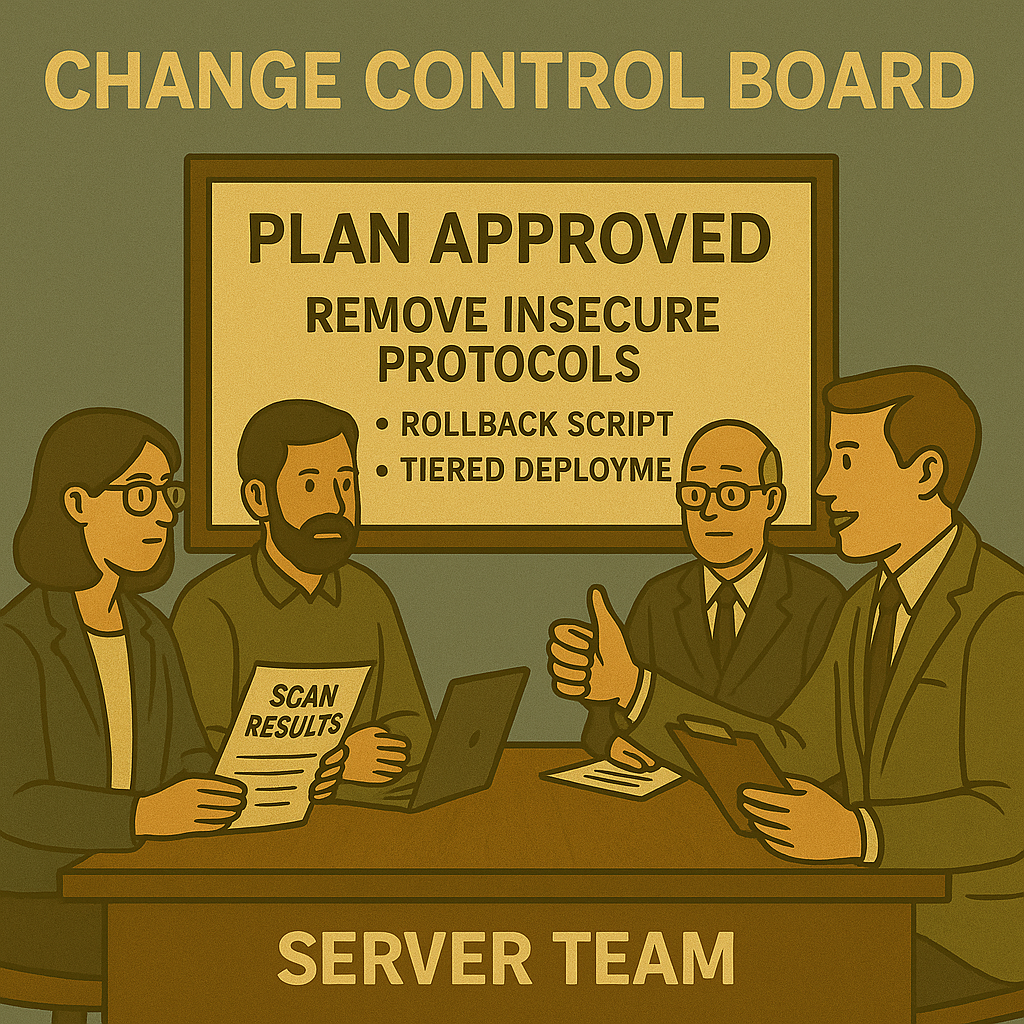 CHANGE CONTROL BOARD
PLAN APPROVED
REMOVE INSECURE
PROTOCOLS
• ROLLBACK SCRIPT
• TIERED DEPLOYME
SCAN
RESULTS
SERVER TEAM